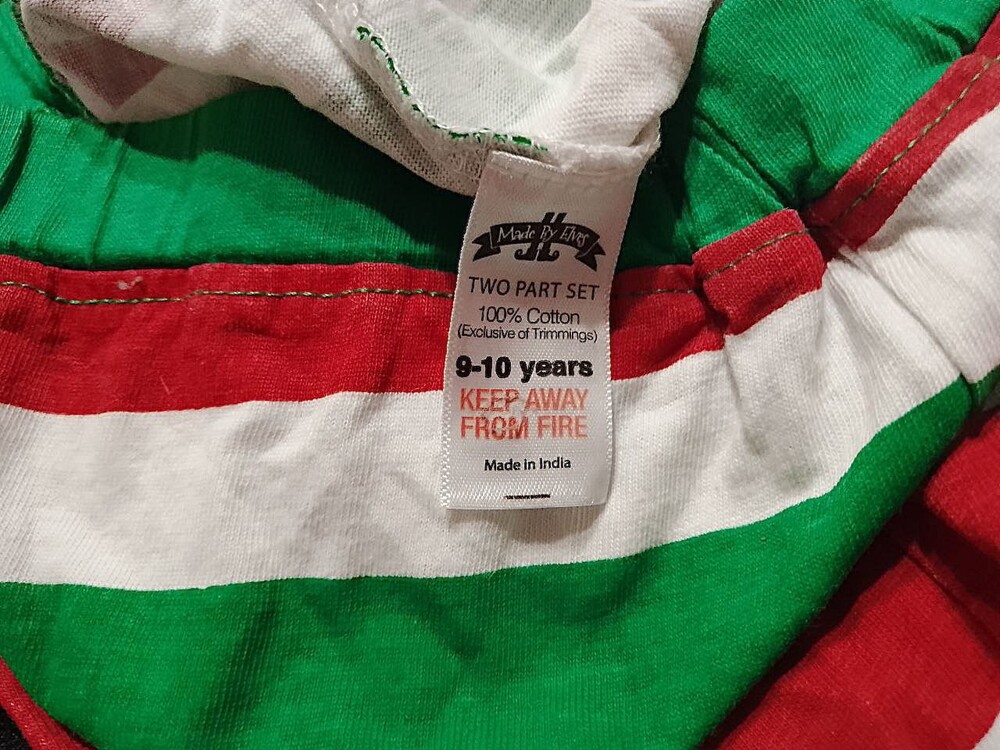 Made By Elves
TWO PART SET
100% Cotton
(Exclusive of Trimmings)
9-10 years
KEEP AWAY
FROM FIRE
Made in India